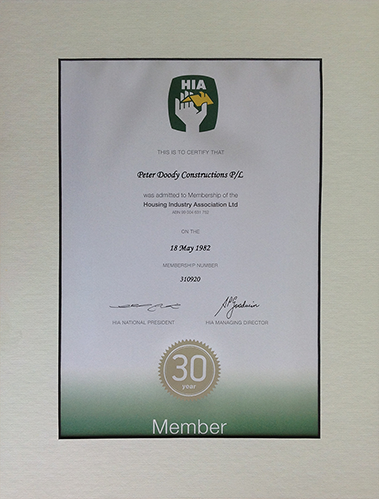 HIA
THIS IS TO CERTIFY THAT
Peter Doody Constructions P/L
was admitted to Membership of the
Housing Industry Association Ltd
ON THE
18 May 1982
MEMBERSHIP NUMBER
310920
HIA NATIONAL PRESIDENT HIA MANAGING DIRECTOR
30
year
Member